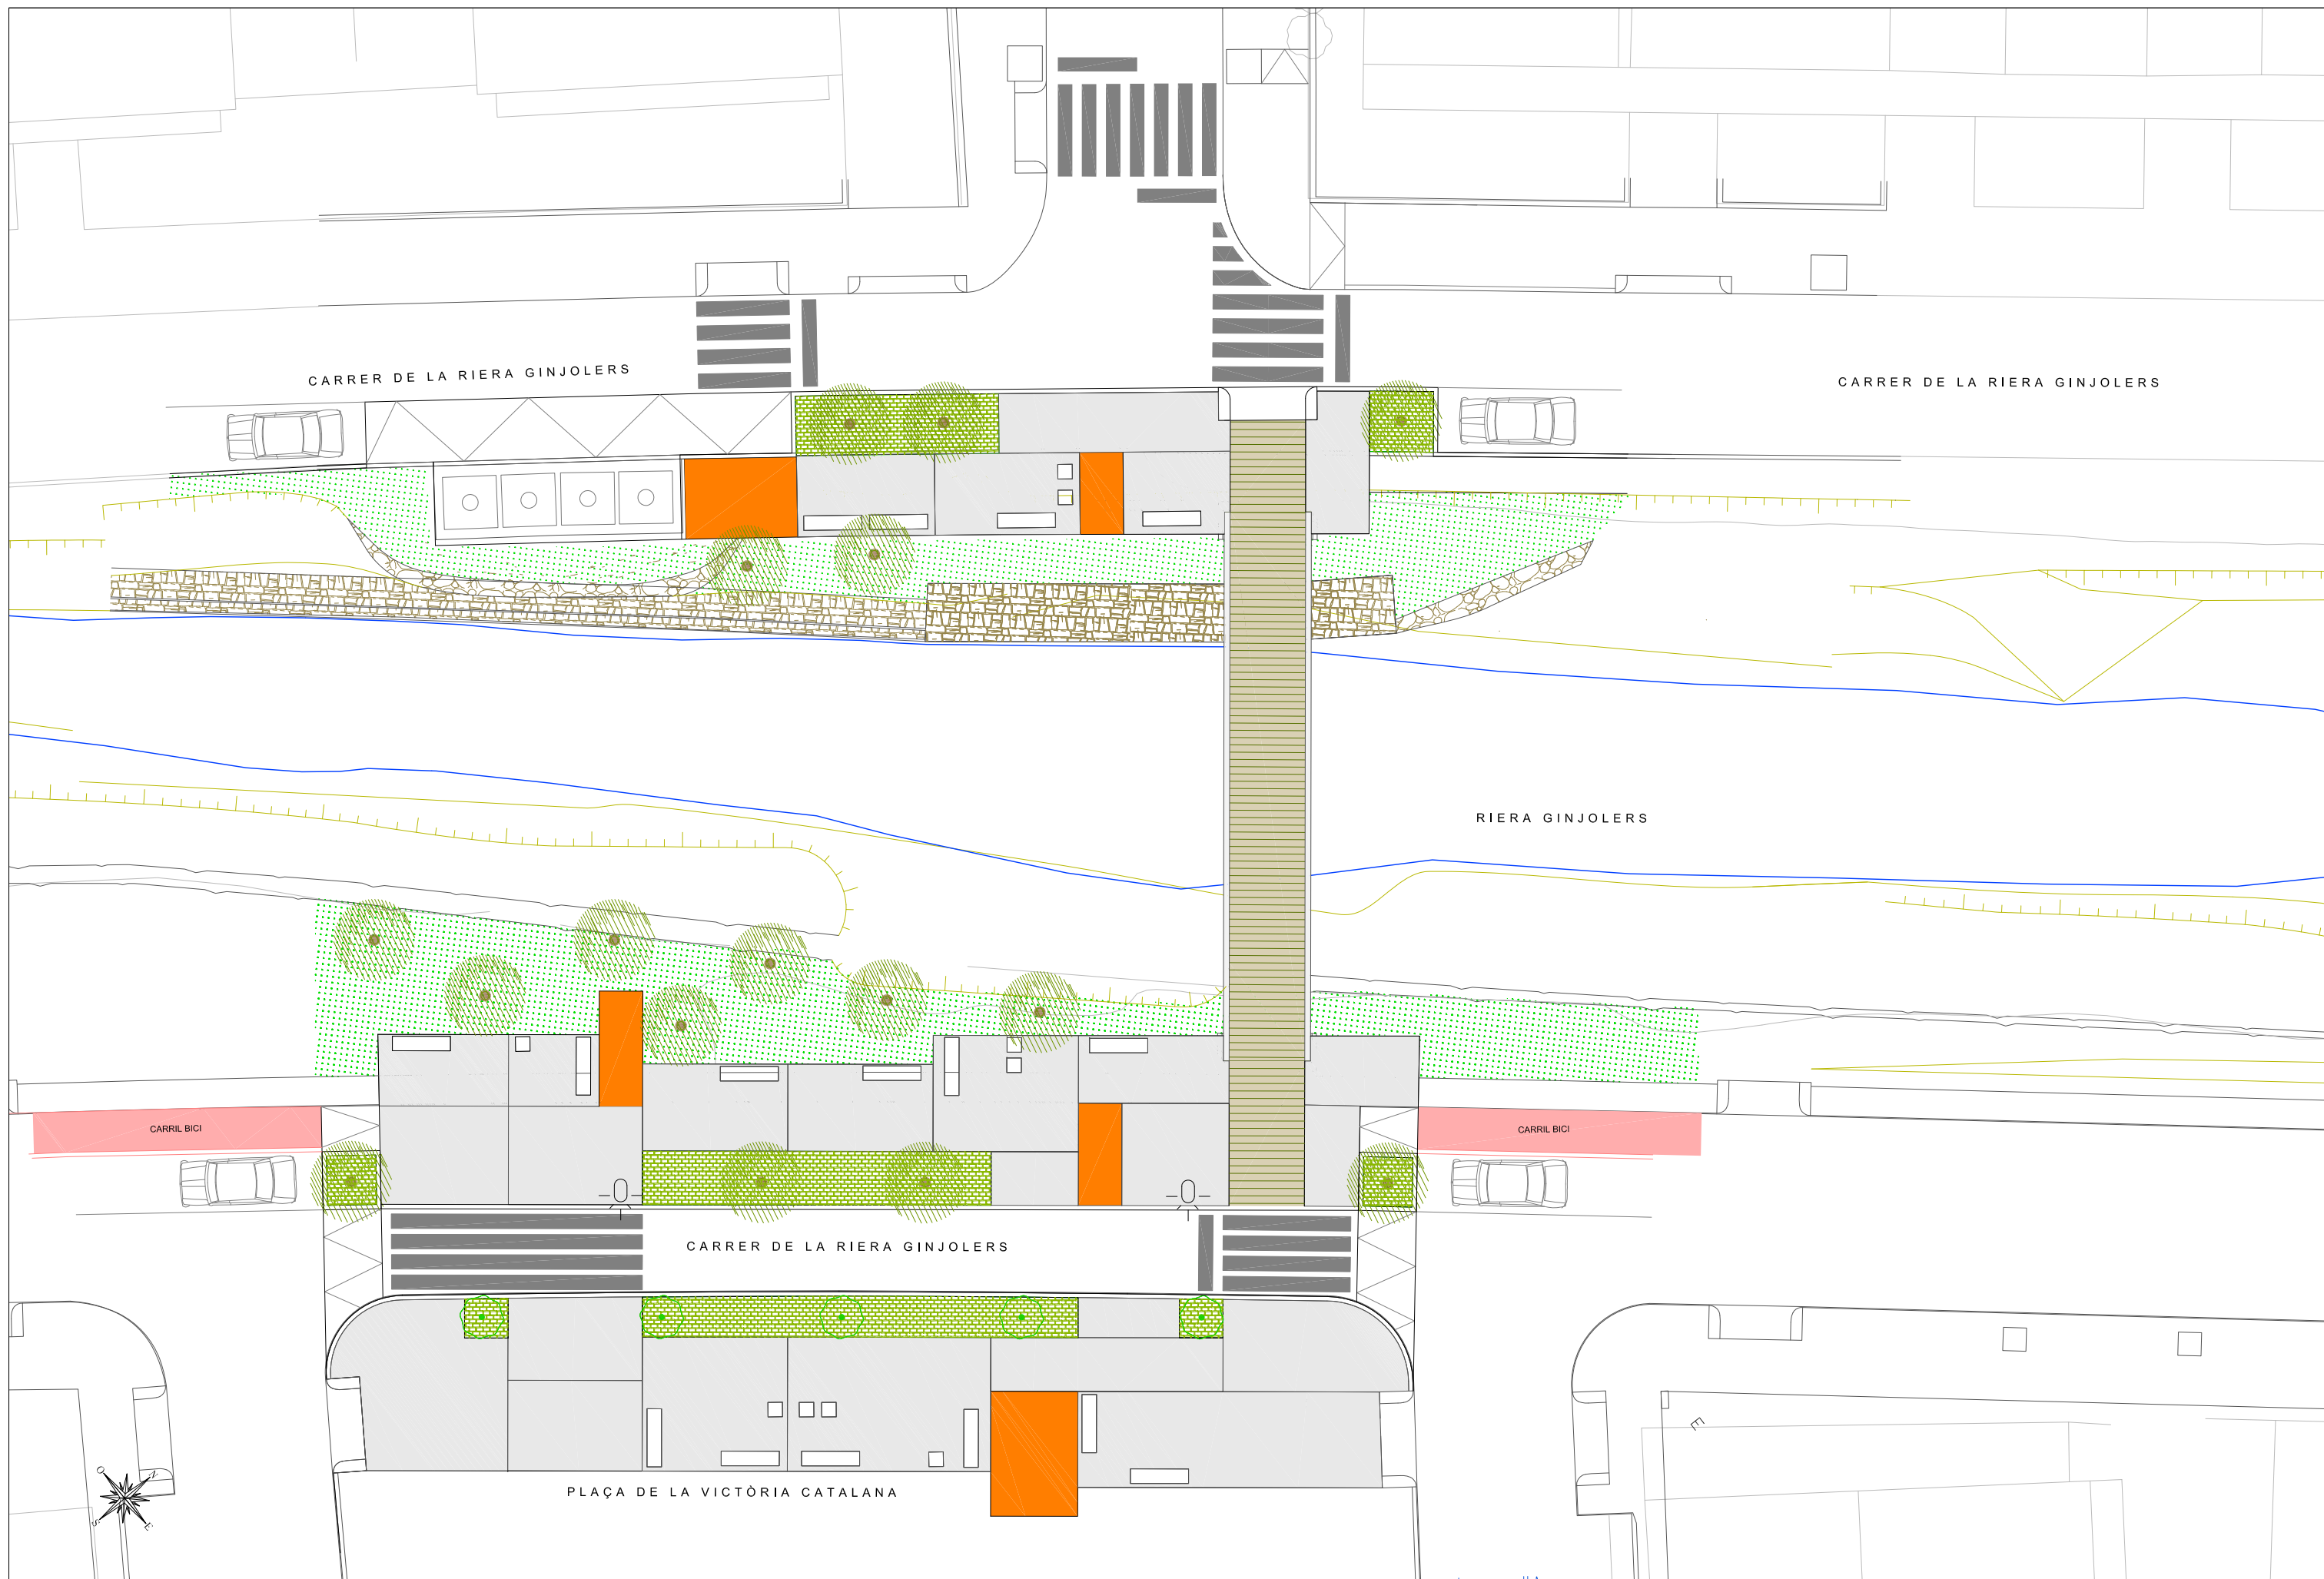 CARRER DE LA RIERA GINJOLERS
CARRER DE LA RIERA GINJOLERS
RIERA GINJOLERS
CARRIL BICI
CARRIL BICI
CARRER DE LA RIERA GINJOLERS
E
PLAÇA DE LA VICTÒRIA CATALANA
O
N
S
E